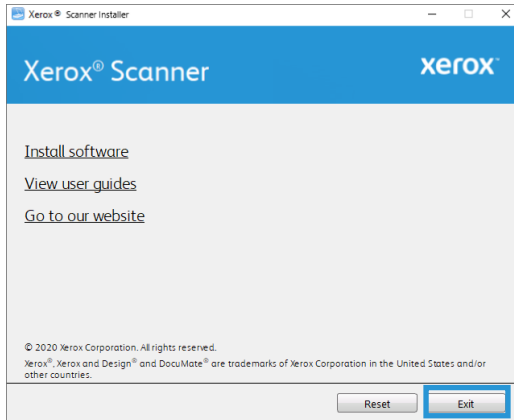 Xerox® Scanner Installer
Xerox® Scanner
xerox™
Install software
View user guides
Go to our website
© 2020 Xerox Corporation. All rights reserved.
Xerox®, Xerox and Design® and DocuMate® are trademarks of Xerox Corporation in the United States and/or
other countries.
Reset
Exit